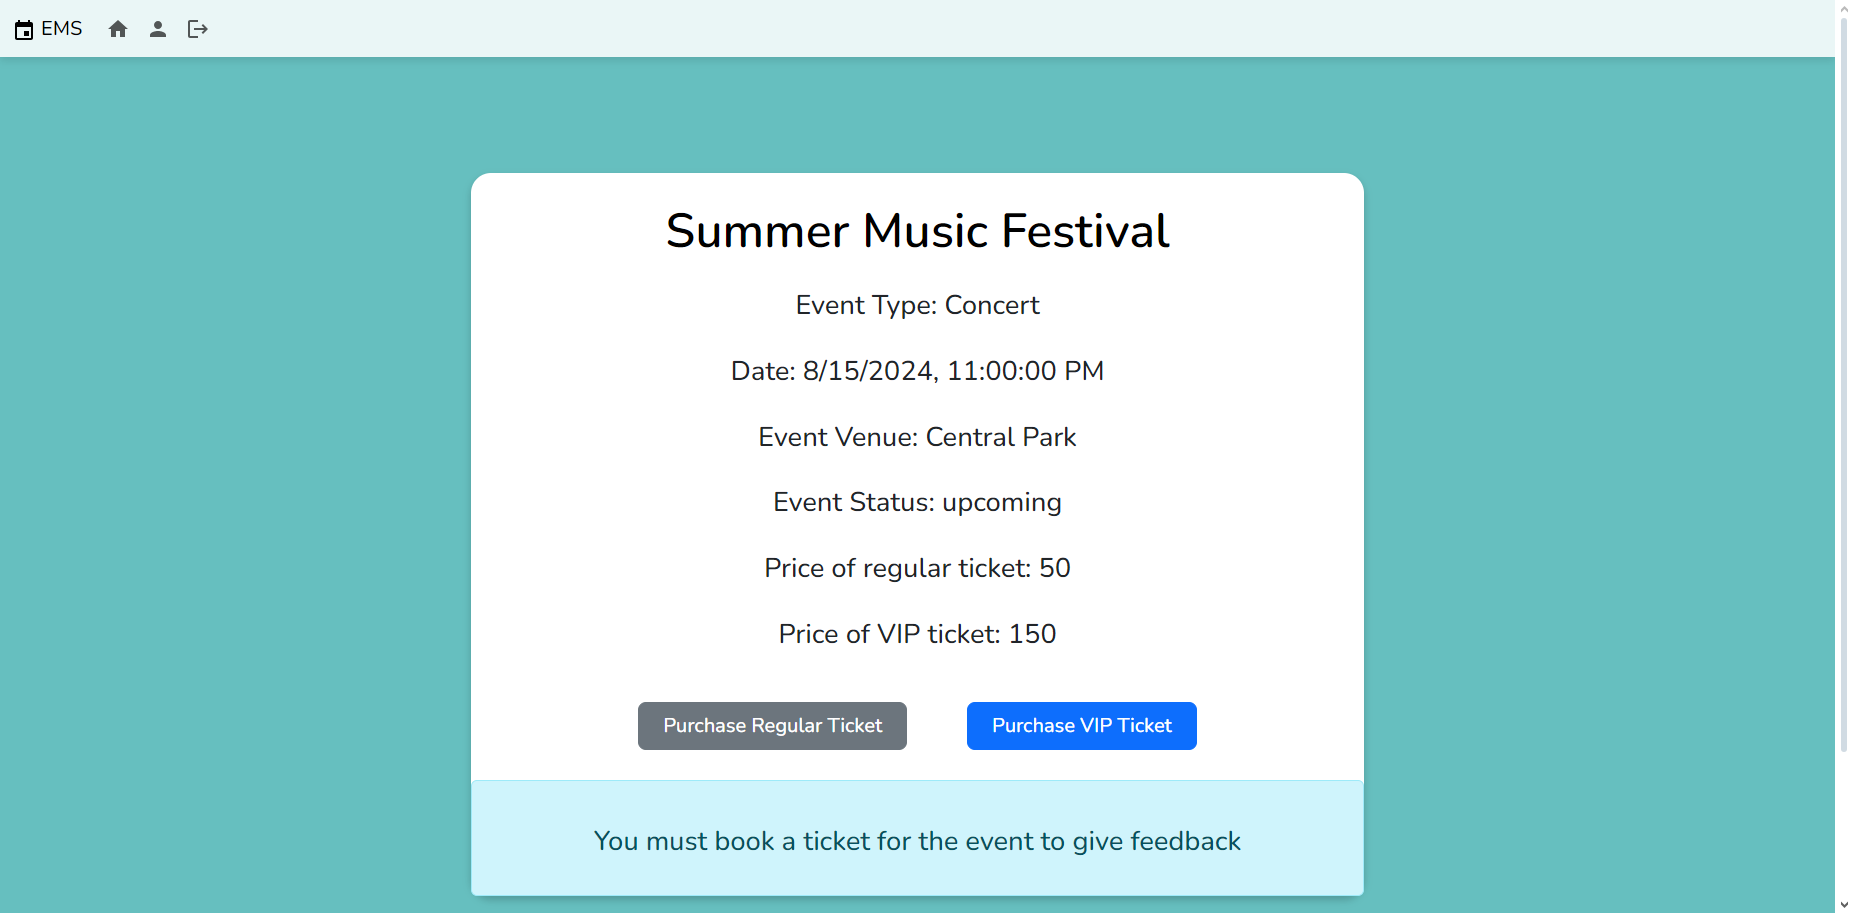 EMS
Summer Music Festival
Event Type: Concert
Date: 8/15/2024, 11:00:00 PM
Event Venue: Central Park
Event Status: upcoming
Price of regular ticket: 50
Price of VIP ticket: 150
Purchase Regular Ticket
Purchase VIP Ticket
You must book a ticket for the event to give feedback